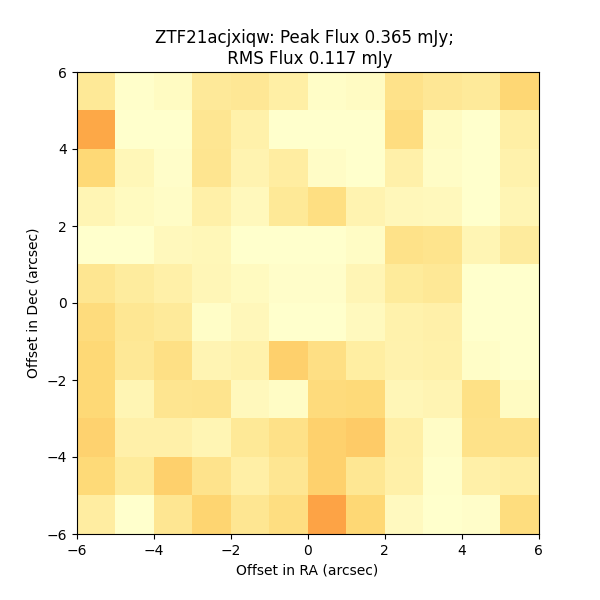 ZTF21acjxiqw: Peak Flux 0.365 mJy;
RMS Flux 0.117 mJy
6
4
2
0
−2
−4
−6
Offset in Dec (arcsec)
−6 −4 −2 0 2 4 6
Offset in RA (arcsec)